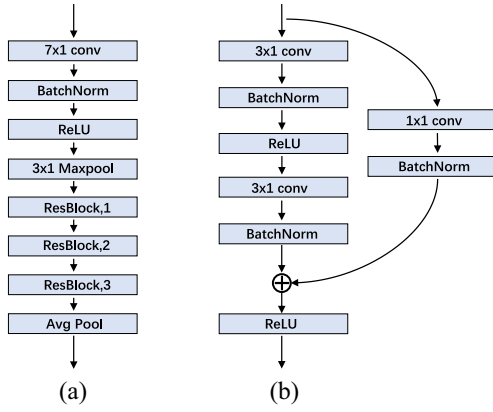 7x1 conv
BatchNorm
ReLU
3x1 Maxpool
ResBlock,1
ResBlock,2
ResBlock,3
Avg Pool
(a)
3x1 conv
BatchNorm
ReLU
3x1 conv
BatchNorm
ReLU
1x1 conv
BatchNorm
(b)